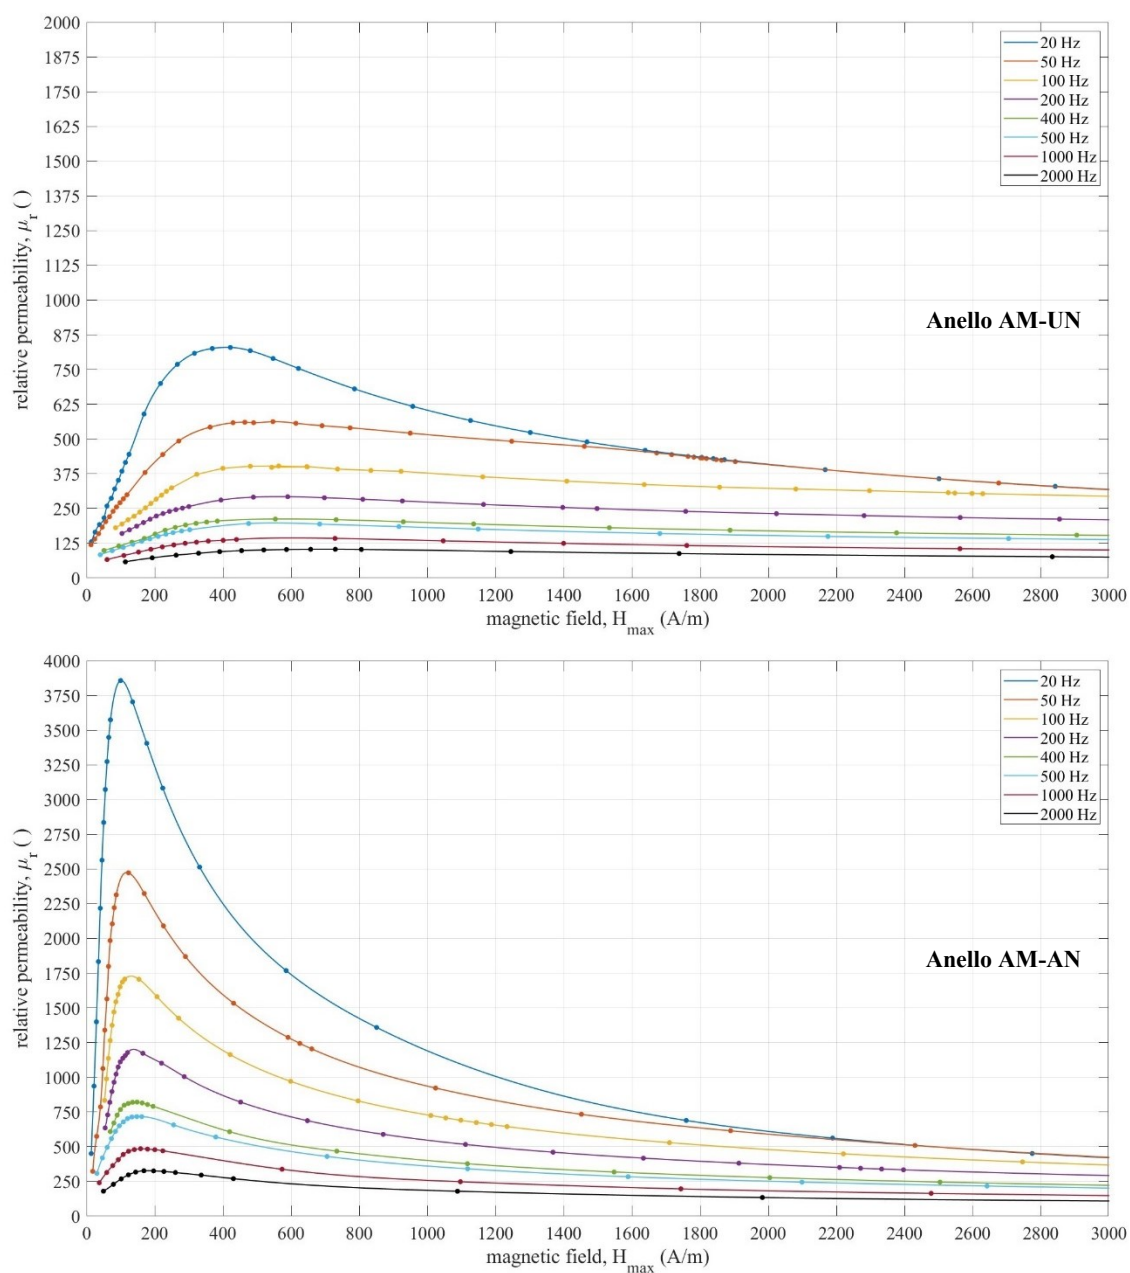 2000
1875
1750
1625
1500
1375
1250
1125
1000
875
750
625
500
375
250
125
0
relative permeability, μr ( )
20 Hz
50 Hz
100 Hz
200 Hz
400 Hz
500 Hz
1000 Hz
2000 Hz
Anello AM-UN
0 200 400 600 800 1000 1200 1400 1600 1800 2000 2200 2400 2600 2800 3000
magnetic field, Hmax (A/m)
4000
3750
3500
3250
3000
2750
2500
2250
2000
1750
1500
1250
1000
750
500
250
0
relative permeability, μr ( )
20 Hz
50 Hz
100 Hz
200 Hz
400 Hz
500 Hz
1000 Hz
2000 Hz
Anello AM-AN
0 200 400 600 800 1000 1200 1400 1600 1800 2000 2200 2400 2600 2800 3000
magnetic field, Hmax (A/m)